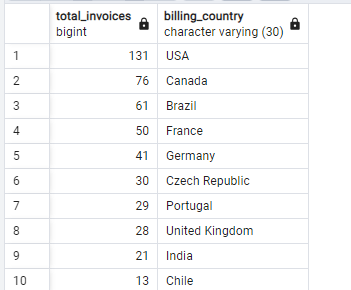 total_invoices billing_country
bigint character varying (30)
1 131 USA
2 76 Canada
3 61 Brazil
4 50 France
5 41 Germany
6 30 Czech Republic
7 29 Portugal
8 28 United Kingdom
9 21 India
10 13 Chile